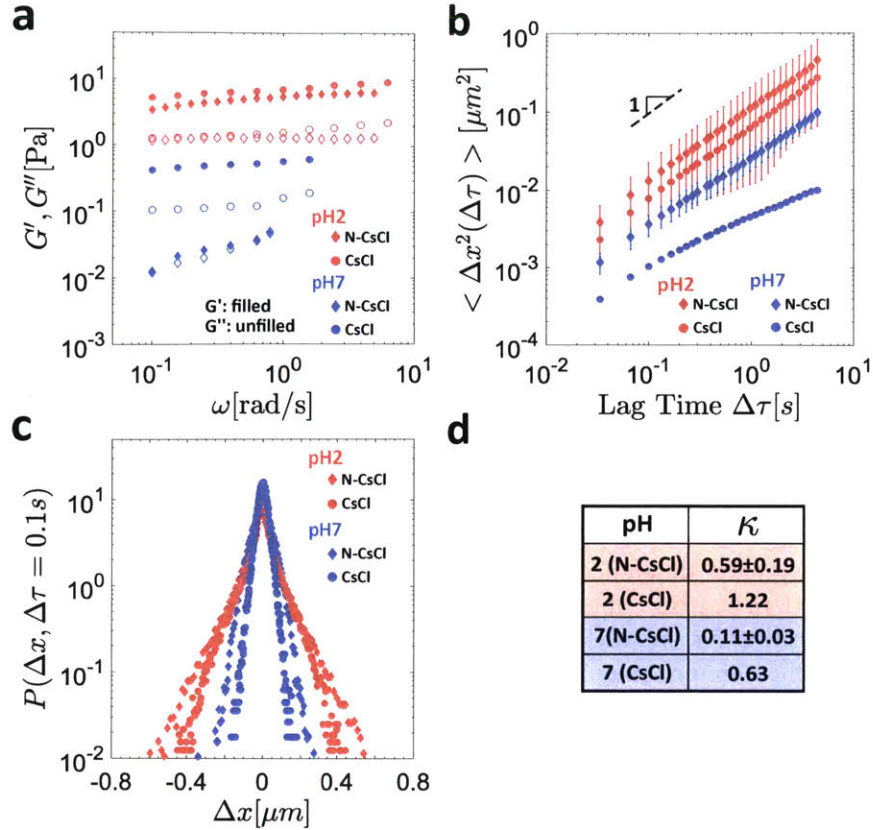 a
G', G''[Pa]
10^1
10^0
10^-1
10^-2
10^-3
pH2
N-CsCl
CsCl
pH7
N-CsCl
CsCl
G': filled
G'': unfilled
10^-1
10^0
10^1
ω[rad/s]
b
< Δx²(Δτ) > [μm²]
10^0
10^-1
10^-2
10^-3
10^-4
1
pH2
N-CsCl
CsCl
pH7
N-CsCl
CsCl
10^-2
10^-1
10^0
10^1
Lag Time Δτ[s]
c
P(Δx, Δτ = 0.1s)
10^1
10^0
10^-1
10^-2
pH2
N-CsCl
CsCl
pH7
N-CsCl
CsCl
-0.8
-0.4
0
0.4
0.8
Δx[μm]
d
pH κ
2 (N-CsCl) 0.59±0.19
2 (CsCl) 1.22
7(N-CsCl) 0.11±0.03
7 (CsCl) 0.63